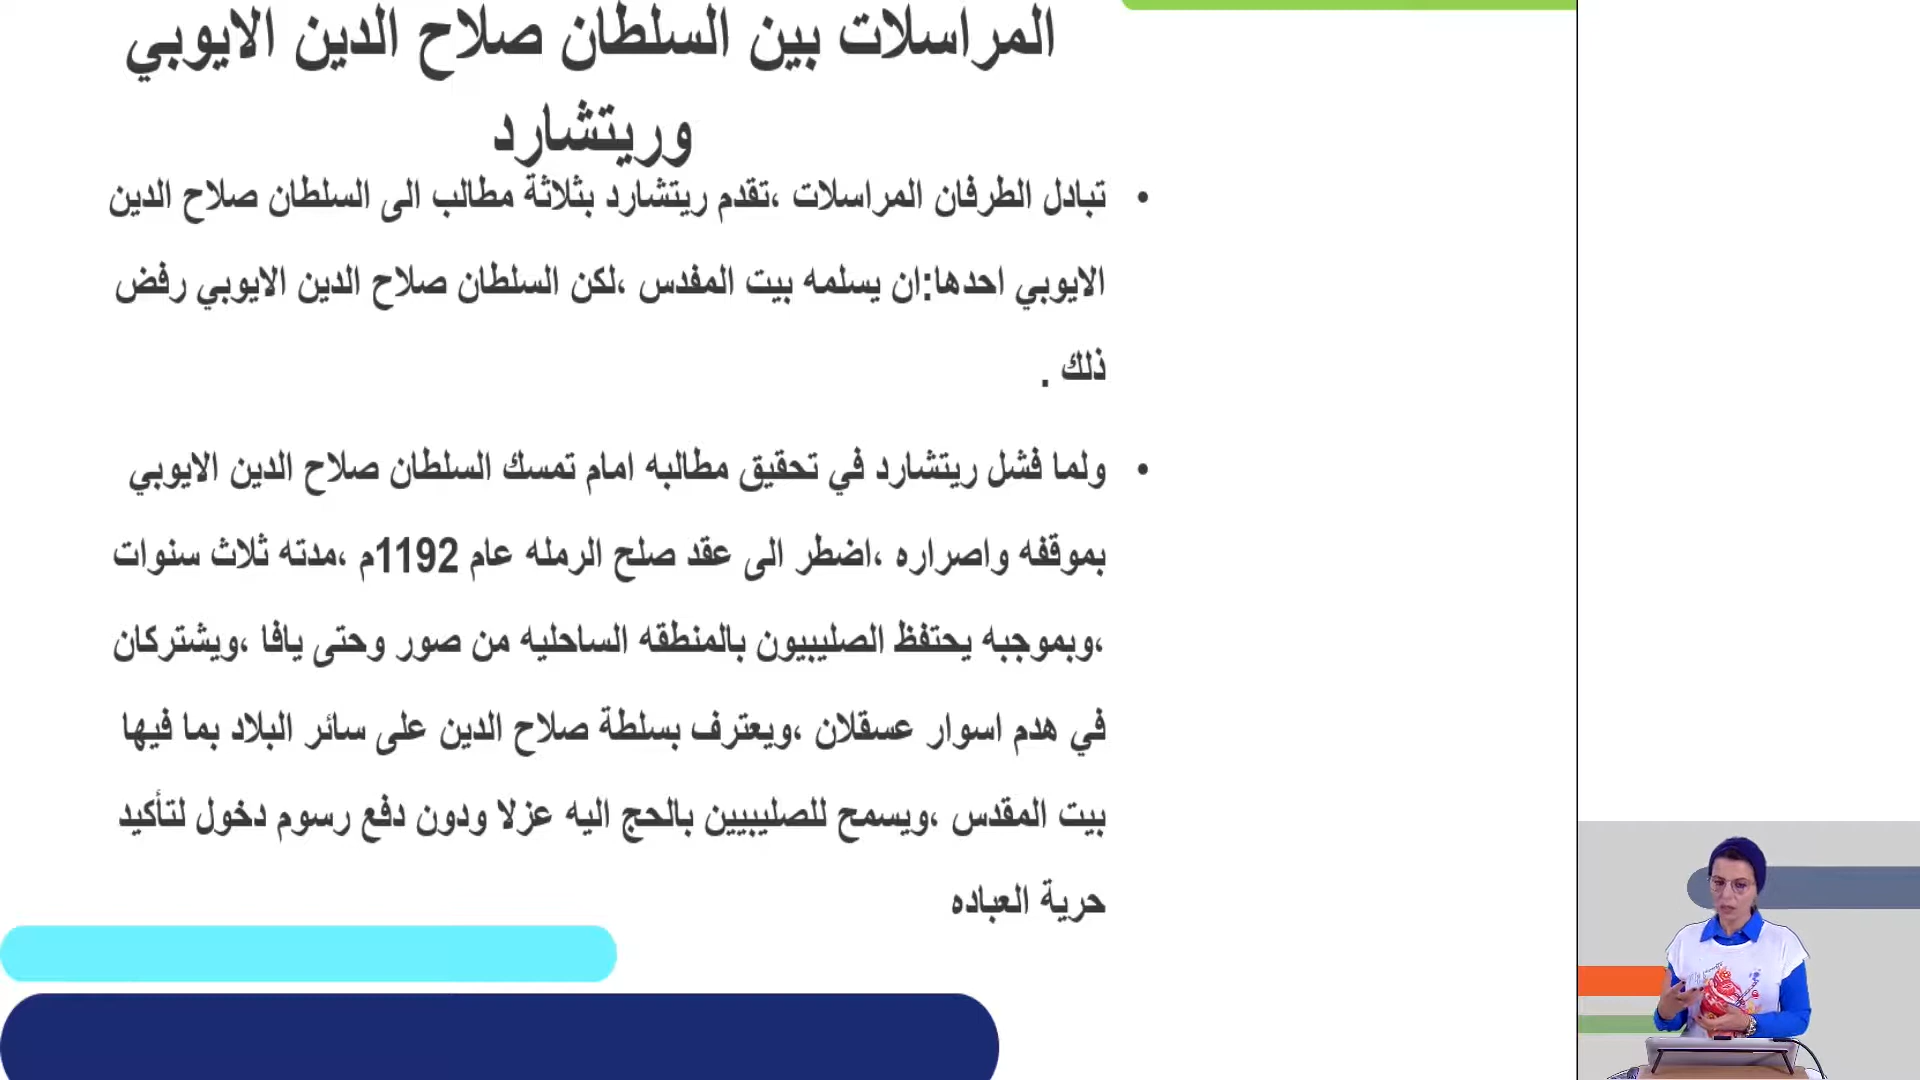 المراسلات بين السلطان صلاح الدين الايوبي
وريتشارد
• تبادل الطرفان المراسلات ،تقدم ريتشارد بثلاثة مطالب الى السلطان صلاح الدين
الايوبي احدها:ان يسلمه بيت المفدس ،لكن السلطان صلاح الدين الايوبي رفض
ذلك .
• ولما فشل ريتشارد في تحقيق مطالبه امام تمسك السلطان صلاح الدين الايوبي
بموقفه واصراره ،اضطر الى عقد صلح الرمله عام 1192م ،مدته ثلاث سنوات
،وبموجبه يحتفظ الصليبيون بالمنطقه الساحليه من صور وحتى يافا ،ويشتركان
في هدم اسوار عسقلان ،ويعترف بسلطة صلاح الدين على سائر البلاد بما فيها
بيت المقدس ،ويسمح للصليبيين بالحج اليه عزلا ودون دفع رسوم دخول لتأكيد
حرية العباده